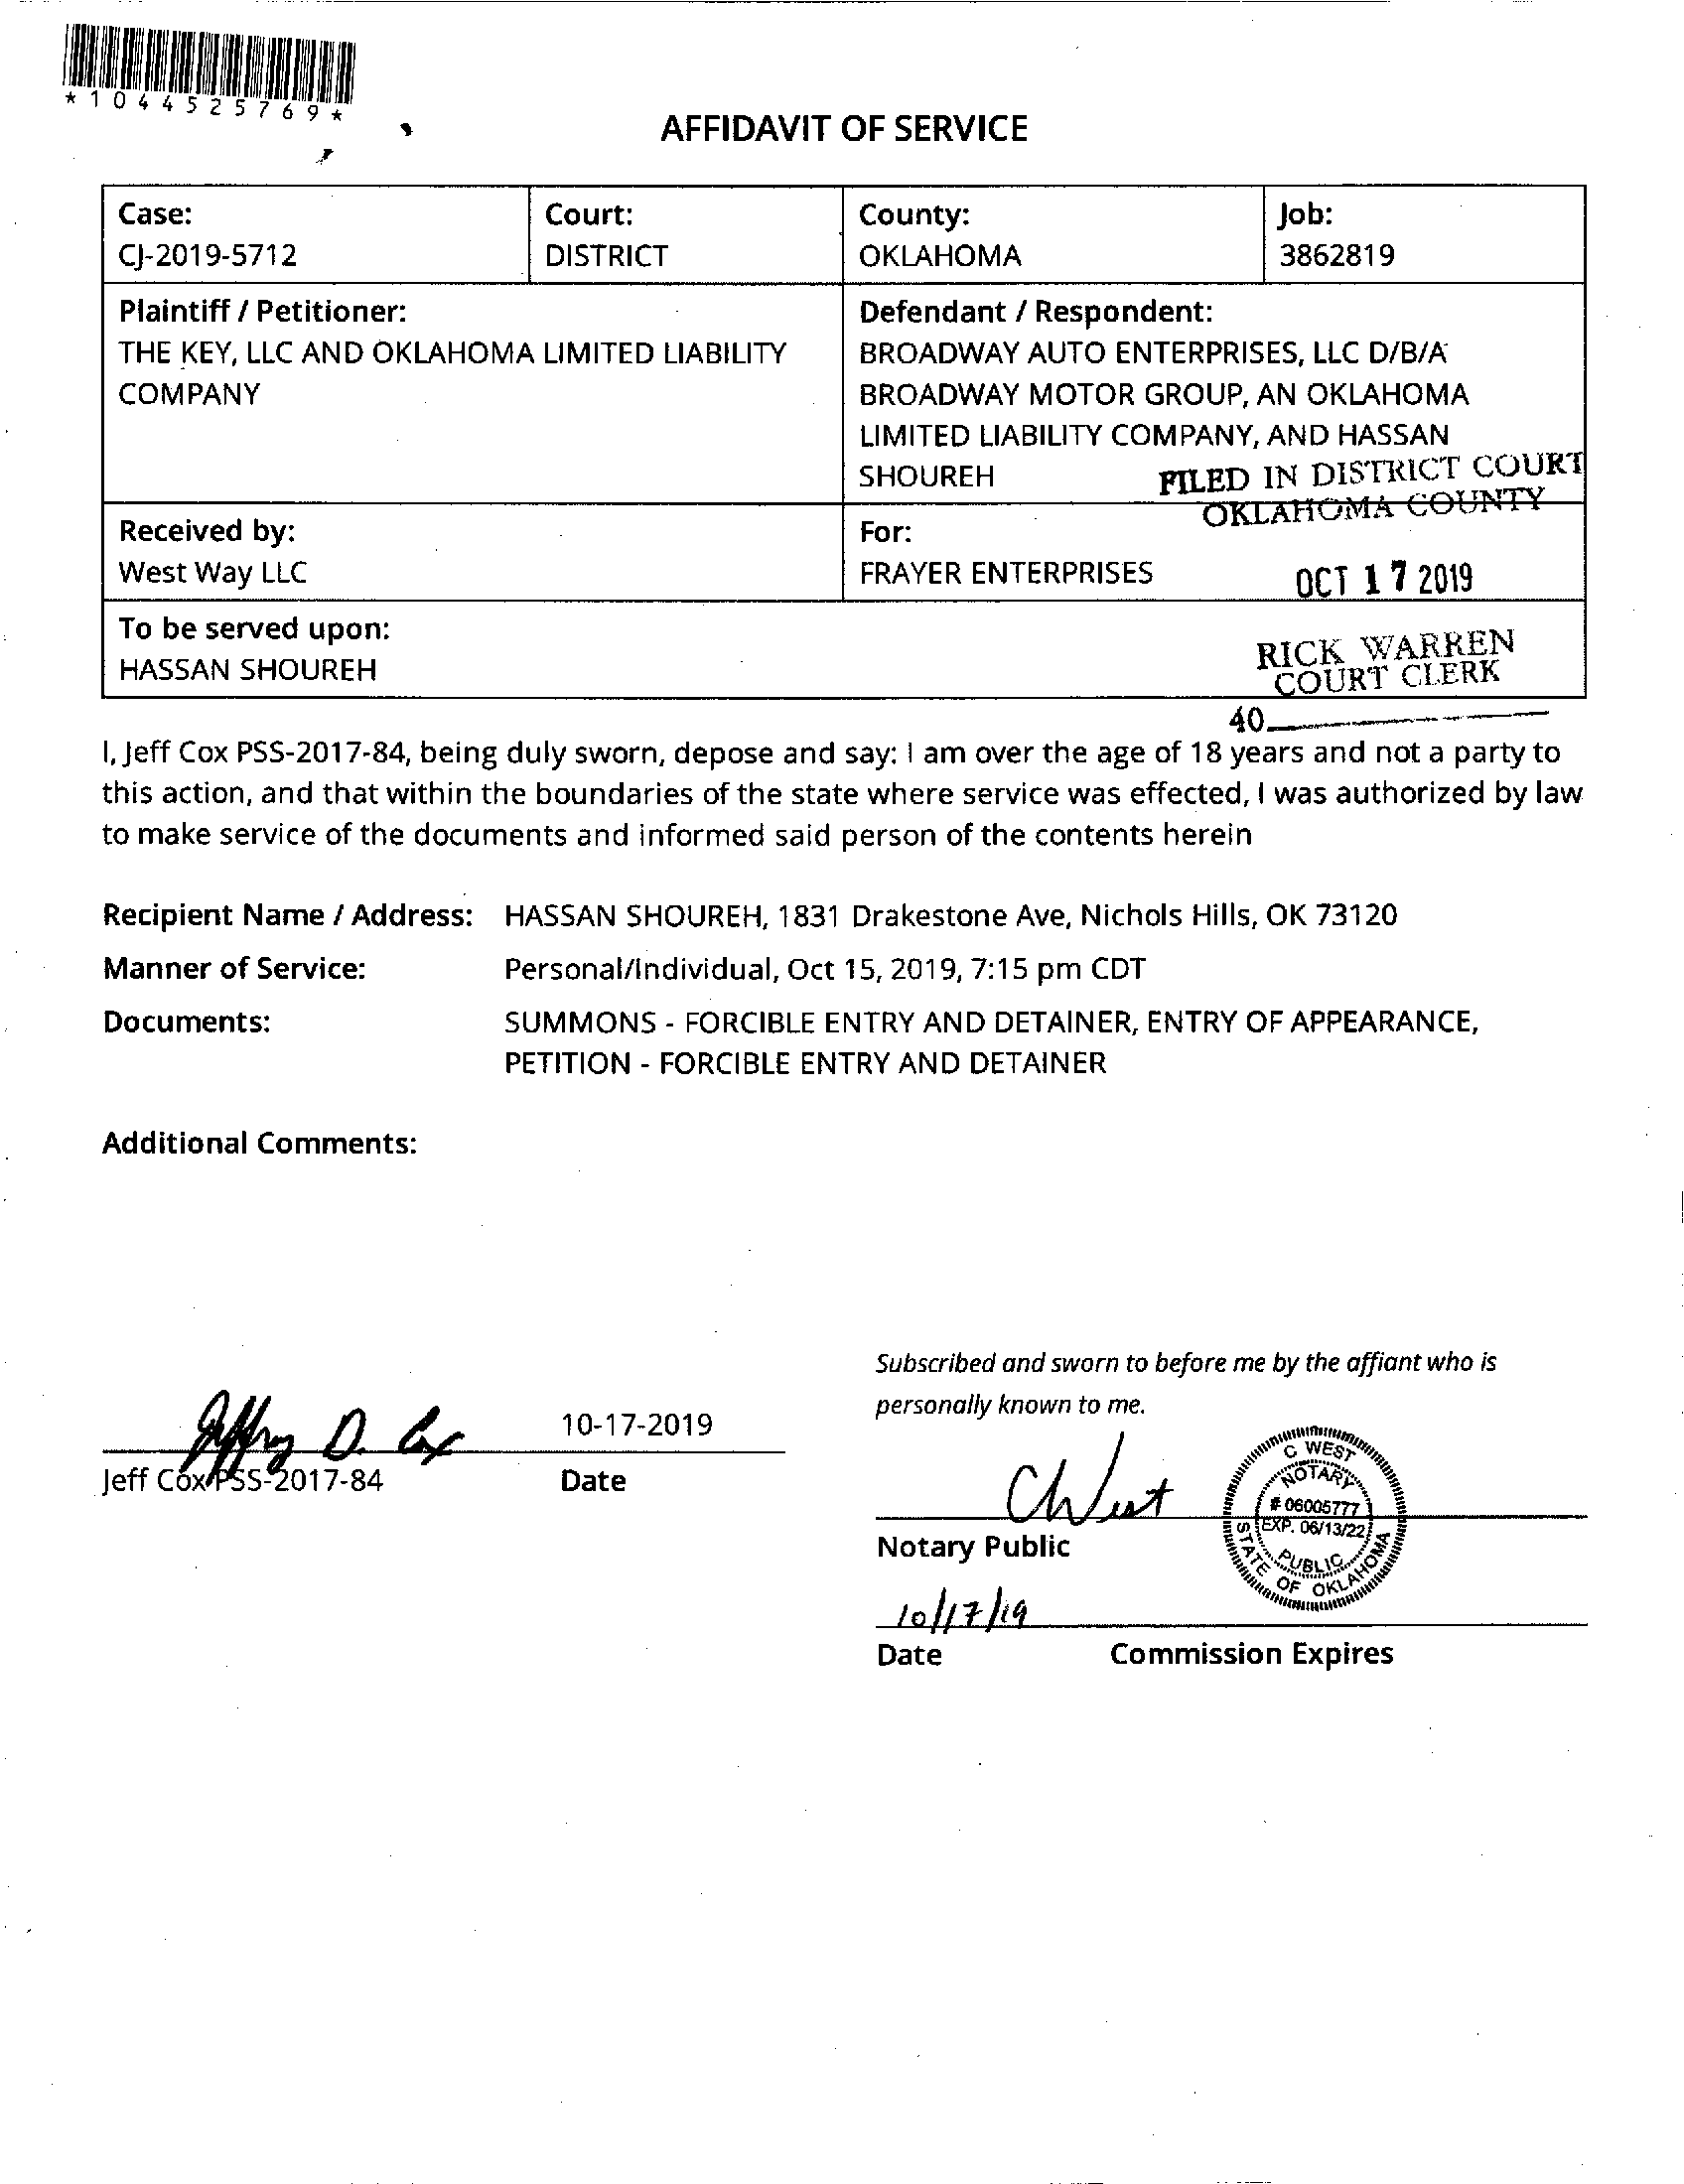 *1044525769*
AFFIDAVIT OF SERVICE
Case:
CJ-2019-5712
Court:
DISTRICT
County:
OKLAHOMA
Job:
3862819
Plaintiff / Petitioner:
THE KEY, LLC AND OKLAHOMA LIMITED LIABILITY
COMPANY
Defendant / Respondent:
BROADWAY AUTO ENTERPRISES, LLC D/B/A
BROADWAY MOTOR GROUP, AN OKLAHOMA
LIMITED LIABILITY COMPANY, AND HASSAN
SHOUREH
FILED IN DISTRICT COURT
OKLAHOMA COUNTY
Received by:
West Way LLC
For:
FRAYER ENTERPRISES
OCT 17 2019
To be served upon:
HASSAN SHOUREH
RICK WARREN
COURT CLERK
40
I, Jeff Cox PSS-2017-84, being duly sworn, depose and say: I am over the age of 18 years and not a party to
this action, and that within the boundaries of the state where service was effected, I was authorized by law
to make service of the documents and informed said person of the contents herein
Recipient Name / Address: HASSAN SHOUREH, 1831 Drakestone Ave, Nichols Hills, OK 73120
Manner of Service: Personal/Individual, Oct 15, 2019, 7:15 pm CDT
Documents: SUMMONS - FORCIBLE ENTRY AND DETAINER, ENTRY OF APPEARANCE,
PETITION - FORCIBLE ENTRY AND DETAINER
Additional Comments:
Jeffrey D. Cox
10-17-2019
Jeff Cox PSS-2017-84
Date
Subscribed and sworn to before me by the affiant who is
personally known to me.
C West
C WEST
NOTARY
# 06005777
EXP. 06/13/22
PUBLIC
STATE OF OKLAHOMA
Notary Public
10/17/19
Date
Commission Expires